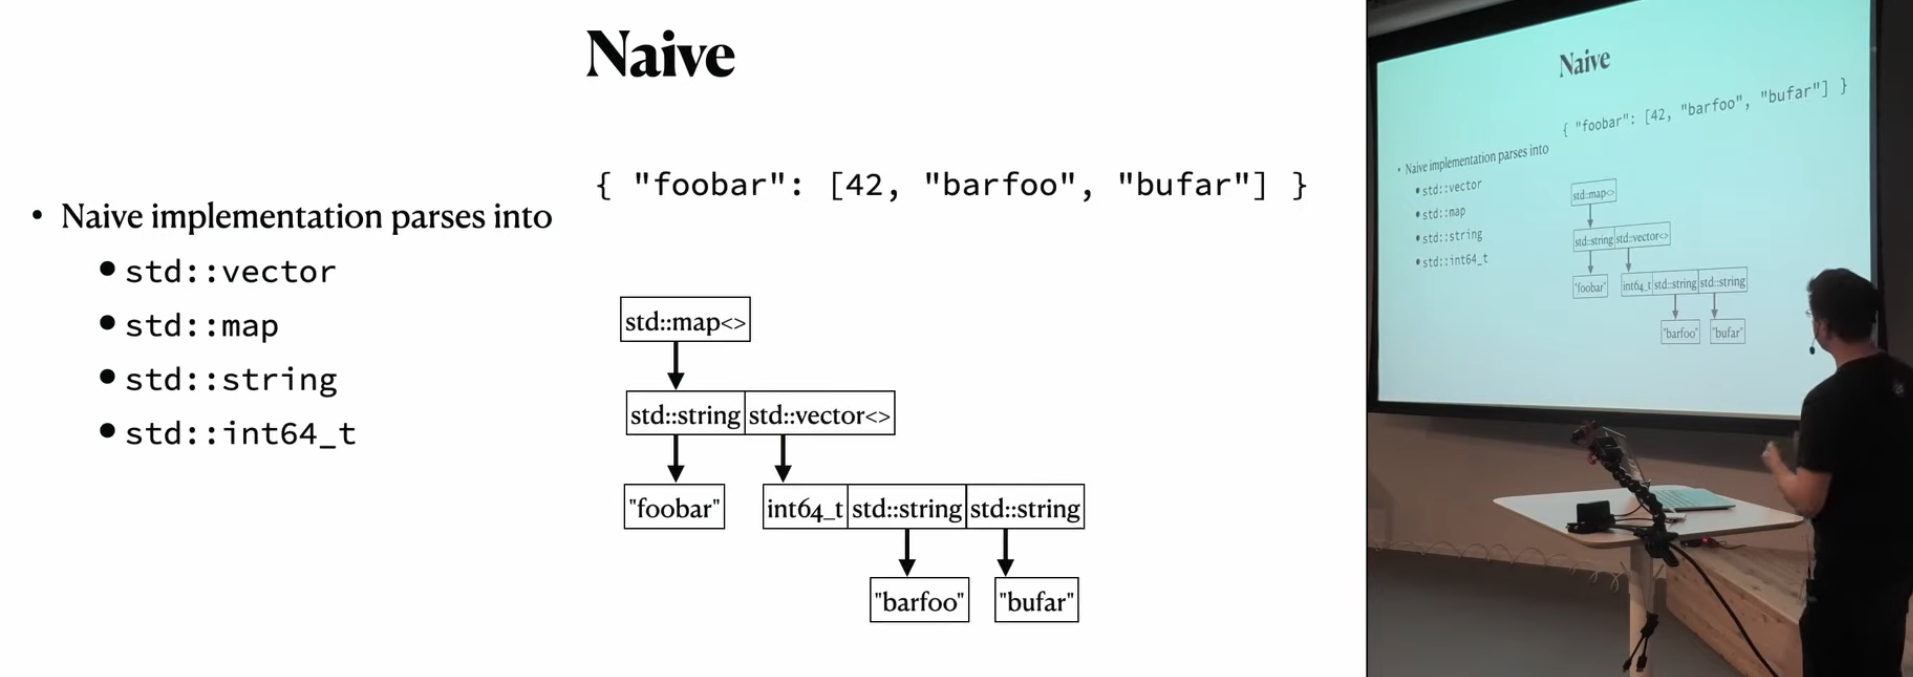 Naive
{ "foobar": [42, "barfoo", "bufar"] }
• Naive implementation parses into
• std::vector
• std::map
• std::string
• std::int64_t
std::map<>
std::string std::vector<>
"foobar" int64_t std::string std::string
"barfoo" "bufar"
Naive
{ "foobar": [42, "barfoo", "bufar"] }
• Naive implementation parses into
• std::vector
• std::map
• std::string
• std::int64_t
std::map<>
std::string std::vector<>
"foobar" int64_t std::string std::string
"barfoo" "bufar"